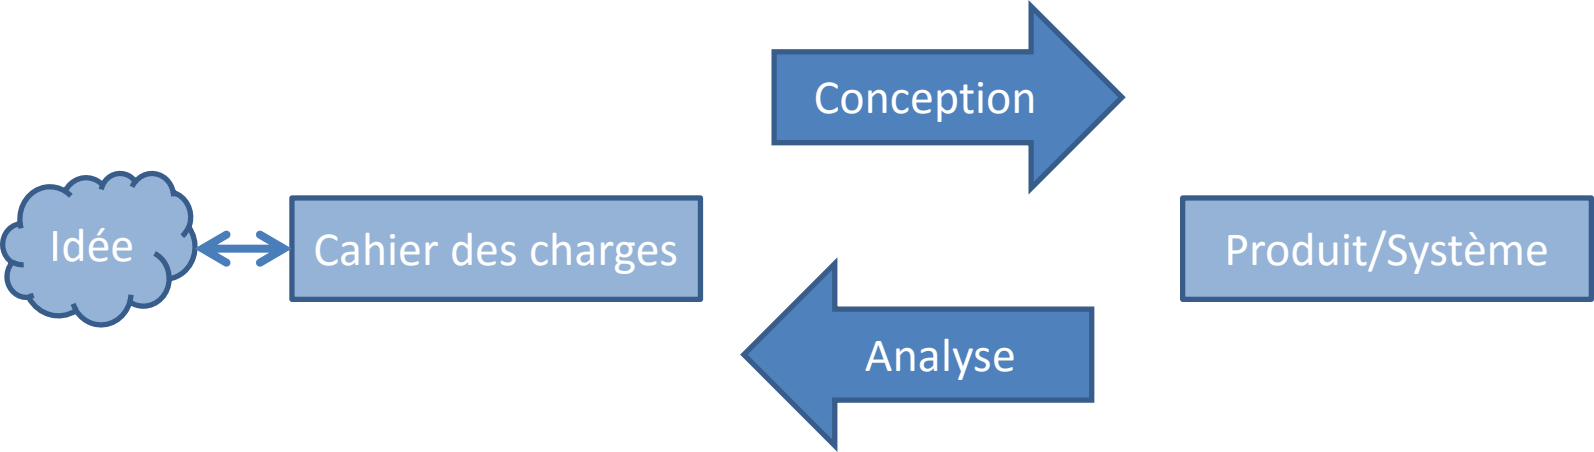 Conception
Idée
Cahier des charges
Produit/Système
Analyse